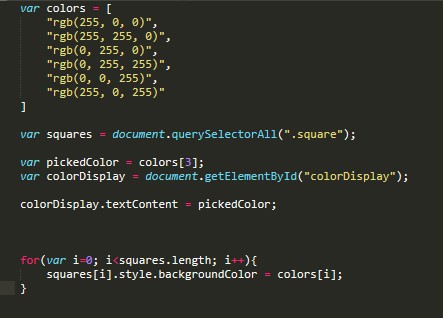 var colors = [
"rgb(255, 0, 0)",
"rgb(255, 255, 0)",
"rgb(0, 255, 0)",
"rgb(0, 255, 255)",
"rgb(0, 0, 255)",
"rgb(255, 0, 255)"
]
var squares = document.querySelectorAll(".square");
var pickedColor = colors[3];
var colorDisplay = document.getElementById("colorDisplay");
colorDisplay.textContent = pickedColor;
for(var i=0; i<squares.length; i++){
squares[i].style.backgroundColor = colors[i];
}